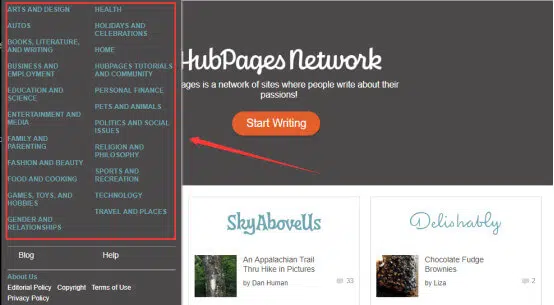 ARTS AND DESIGN
AUTOS
BOOKS, LITERATURE,
AND WRITING
BUSINESS AND
EMPLOYMENT
EDUCATION AND
SCIENCE
ENTERTAINMENT AND
MEDIA
FAMILY AND
PARENTING
FASHION AND BEAUTY
FOOD AND COOKING
GAMES, TOYS, AND
HOBBIES
GENDER AND
RELATIONSHIPS
HEALTH
HOLIDAYS AND
CELEBRATIONS
HOME
HUBPAGES TUTORIALS
AND COMMUNITY
PERSONAL FINANCE
PETS AND ANIMALS
POLITICS AND SOCIAL
ISSUES
RELIGION AND
PHILOSOPHY
SPORTS AND
RECREATION
TECHNOLOGY
TRAVEL AND PLACES
Blog
Help
About Us
Editorial Policy Copyright Terms of Use
Privacy Policy
HubPages Network
ages is a network of sites where people write about their
passions!
Start Writing
SkyAboveUs
An Appalachian Trail
Thru Hike in Pictures
by Dan Human
33
Delishably
Chocolate Fudge
Brownies
by Liza
2